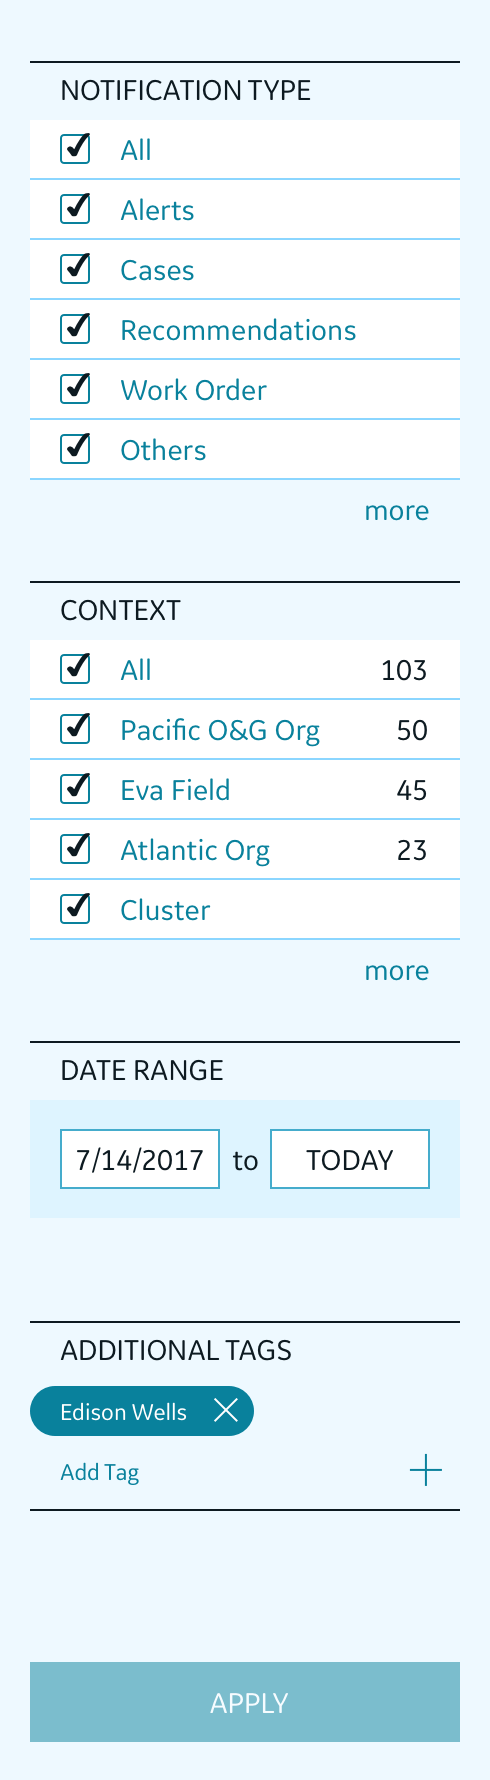 NOTIFICATION TYPE
All
Alerts
Cases
Recommendations
Work Order
Others
more
CONTEXT
All 103
Pacific O&G Org 50
Eva Field 45
Atlantic Org 23
Cluster
more
DATE RANGE
7/14/2017 to TODAY
ADDITIONAL TAGS
Edison Wells
Add Tag
APPLY